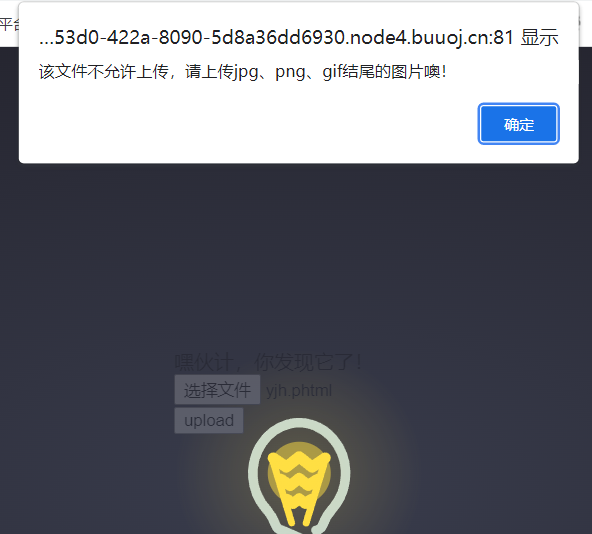 平台
...53d0-422a-8090-5d8a36dd6930.node4.buuoj.cn:81 显示
该文件不允许上传，请上传jpg、png、gif结尾的图片噢！
确定
嘿伙计，你发现它了！
选择文件 yjh.phtml
upload